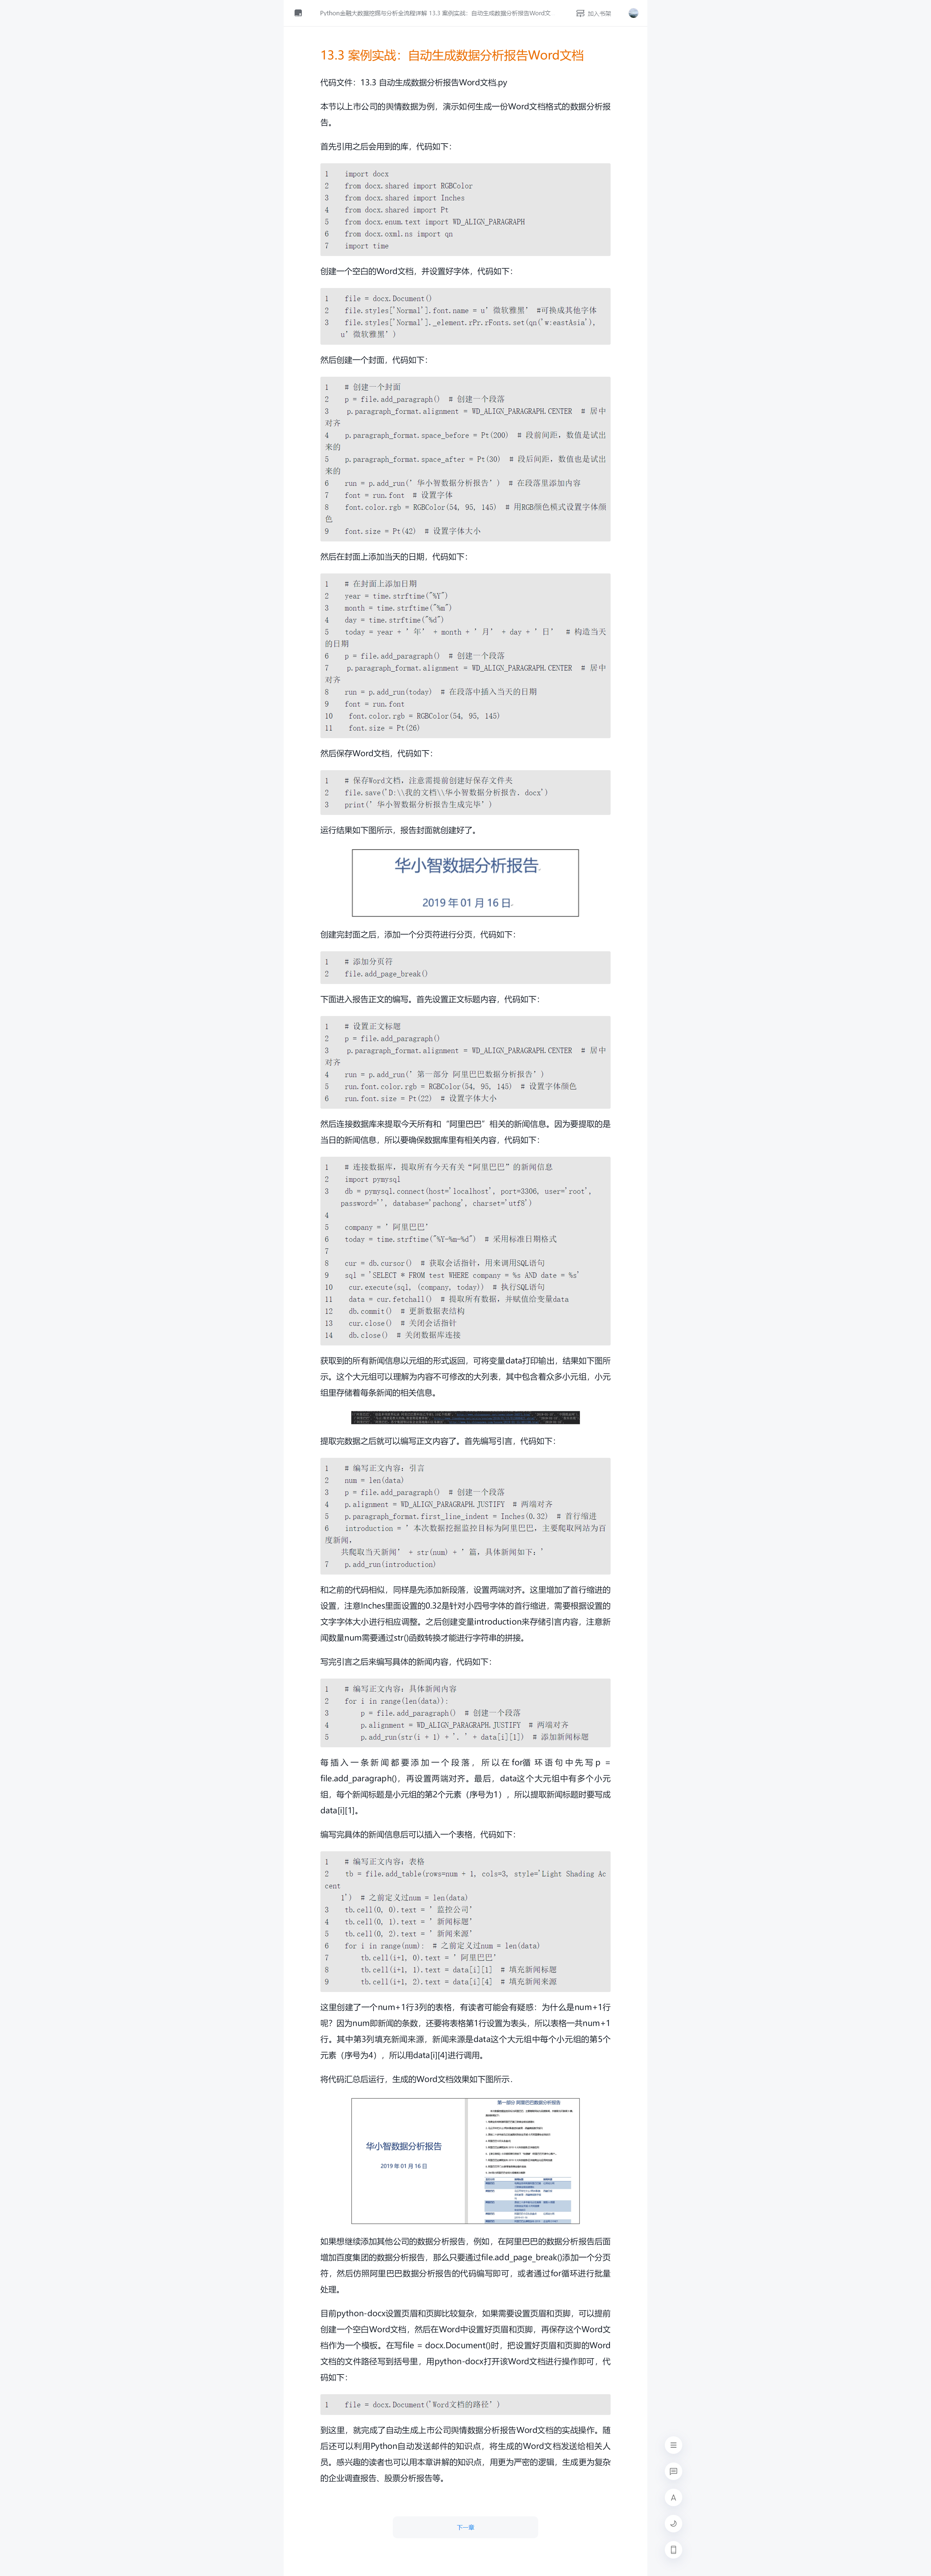 Python金融大数据挖掘与分析全流程详解 13.3 案例实战：自动生成数据分析报告Word文
加入书架
13.3 案例实战：自动生成数据分析报告Word文档
代码文件：13.3 自动生成数据分析报告Word文档.py
本节以上市公司的舆情数据为例，演示如何生成一份Word文档格式的数据分析报
告。
首先引用之后会用到的库，代码如下：
1 import docx
2 from docx.shared import RGBColor
3 from docx.shared import Inches
4 from docx.shared import Pt
5 from docx.enum.text import WD_ALIGN_PARAGRAPH
6 from docx.oxml.ns import qn
7 import time
创建一个空白的Word文档，并设置好字体，代码如下：
1 file = docx.Document()
2 file.styles['Normal'].font.name = u'微软雅黑' #可换成其他字体
3 file.styles['Normal']._element.rPr.rFonts.set(qn('w:eastAsia'),
u'微软雅黑')
然后创建一个封面，代码如下：
1 # 创建一个封面
2 p = file.add_paragraph() # 创建一个段落
3 p.paragraph_format.alignment = WD_ALIGN_PARAGRAPH.CENTER # 居中
对齐
4 p.paragraph_format.space_before = Pt(200) # 段前间距，数值是试出
来的
5 p.paragraph_format.space_after = Pt(30) # 段后间距，数值也是试出
来的
6 run = p.add_run('华小智数据分析报告') # 在段落里添加内容
7 font = run.font # 设置字体
8 font.color.rgb = RGBColor(54, 95, 145) # 用RGB颜色模式设置字体颜
色
9 font.size = Pt(42) # 设置字体大小
然后在封面上添加当天的日期，代码如下：
1 # 在封面上添加日期
2 year = time.strftime("%Y")
3 month = time.strftime("%m")
4 day = time.strftime("%d")
5 today = year + '年' + month + '月' + day + '日' # 构造当天
的日期
6 p = file.add_paragraph() # 创建一个段落
7 p.paragraph_format.alignment = WD_ALIGN_PARAGRAPH.CENTER # 居中
对齐
8 run = p.add_run(today) # 在段落中插入当天的日期
9 font = run.font
10 font.color.rgb = RGBColor(54, 95, 145)
11 font.size = Pt(26)
然后保存Word文档，代码如下：
1 # 保存Word文档，注意需提前创建好保存文件夹
2 file.save('D:\\我的文档\\华小智数据分析报告.docx')
3 print('华小智数据分析报告生成完毕')
运行结果如下图所示，报告封面就创建好了。
华小智数据分析报告
2019 年 01 月 16 日
创建完封面之后，添加一个分页符进行分页，代码如下：
1 # 添加分页符
2 file.add_page_break()
下面进入报告正文的编写。首先设置正文标题内容，代码如下：
1 # 设置正文标题
2 p = file.add_paragraph()
3 p.paragraph_format.alignment = WD_ALIGN_PARAGRAPH.CENTER # 居中
对齐
4 run = p.add_run('第一部分 阿里巴巴数据分析报告')
5 run.font.color.rgb = RGBColor(54, 95, 145) # 设置字体颜色
6 run.font.size = Pt(22) # 设置字体大小
然后连接数据库来提取今天所有和“阿里巴巴”相关的新闻信息。因为要提取的是
当日的新闻信息，所以要确保数据库里有相关内容，代码如下：
1 # 连接数据库，提取所有今天有关“阿里巴巴”的新闻信息
2 import pymysql
3 db = pymysql.connect(host='localhost', port=3306, user='root',
password='', database='pachong', charset='utf8')
4
5 company = '阿里巴巴'
6 today = time.strftime("%Y-%m-%d") # 采用标准日期格式
7
8 cur = db.cursor() # 获取会话指针，用来调用SQL语句
9 sql = 'SELECT * FROM test WHERE company = %s AND date = %s'
10 cur.execute(sql, (company, today)) # 执行SQL语句
11 data = cur.fetchall() # 提取所有数据，并赋值给变量data
12 db.commit() # 更新数据表结构
13 cur.close() # 关闭会话指针
14 db.close() # 关闭数据库连接
获取到的所有新闻信息以元组的形式返回，可将变量data打印输出，结果如下图所
示。这个大元组可以理解为内容不可修改的大列表，其中包含着众多小元组，小元
组里存储着每条新闻的相关信息。
提取完数据之后就可以编写正文内容了。首先编写引言，代码如下：
1 # 编写正文内容：引言
2 num = len(data)
3 p = file.add_paragraph() # 创建一个段落
4 p.alignment = WD_ALIGN_PARAGRAPH.JUSTIFY # 两端对齐
5 p.paragraph_format.first_line_indent = Inches(0.32) # 首行缩进
6 introduction = '本次数据挖掘监控目标为阿里巴巴，主要爬取网站为百
度新闻，
共爬取当天新闻' + str(num) + '篇，具体新闻如下：'
7 p.add_run(introduction)
和之前的代码相似，同样是先添加新段落，设置两端对齐。这里增加了首行缩进的
设置，注意Inches里面设置的0.32是针对小四号字体的首行缩进，需要根据设置的
文字字体大小进行相应调整。之后创建变量introduction来存储引言内容，注意新
闻数量num需要通过str()函数转换才能进行字符串的拼接。
写完引言之后来编写具体的新闻内容，代码如下：
1 # 编写正文内容：具体新闻内容
2 for i in range(len(data)):
3 p = file.add_paragraph() # 创建一个段落
4 p.alignment = WD_ALIGN_PARAGRAPH.JUSTIFY # 两端对齐
5 p.add_run(str(i + 1) + '. ' + data[i][1]) # 添加新闻标题
每插入一条新闻都要添加一个段落，所以在for循 环语句中先写p =
file.add_paragraph()，再设置两端对齐。最后，data这个大元组中有多个小元
组，每个新闻标题是小元组的第2个元素（序号为1），所以提取新闻标题时要写成
data[i][1]。
编写完具体的新闻信息后可以插入一个表格，代码如下：
1 # 编写正文内容：表格
2 tb = file.add_table(rows=num + 1, cols=3, style='Light Shading Ac
cent
1') # 之前定义过num = len(data)
3 tb.cell(0, 0).text = '监控公司'
4 tb.cell(0, 1).text = '新闻标题'
5 tb.cell(0, 2).text = '新闻来源'
6 for i in range(num): # 之前定义过num = len(data)
7 tb.cell(i+1, 0).text = '阿里巴巴'
8 tb.cell(i+1, 1).text = data[i][1] # 填充新闻标题
9 tb.cell(i+1, 2).text = data[i][4] # 填充新闻来源
这里创建了一个num+1行3列的表格，有读者可能会有疑惑：为什么是num+1行
呢？因为num即新闻的条数，还要将表格第1行设置为表头，所以表格一共num+1
行。其中第3列填充新闻来源，新闻来源是data这个大元组中每个小元组的第5个
元素（序号为4），所以用data[i][4]进行调用。
将代码汇总后运行，生成的Word文档效果如下图所示.
华小智数据分析报告
2019 年 01 月 16 日
第一部分 阿里巴巴数据分析报告
如果想继续添加其他公司的数据分析报告，例如，在阿里巴巴的数据分析报告后面
增加百度集团的数据分析报告，那么只要通过file.add_page_break()添加一个分页
符，然后仿照阿里巴巴数据分析报告的代码编写即可，或者通过for循环进行批量
处理。
目前python-docx设置页眉和页脚比较复杂，如果需要设置页眉和页脚，可以提前
创建一个空白Word文档，然后在Word中设置好页眉和页脚，再保存这个Word文
档作为一个模板。在写file = docx.Document()时，把设置好页眉和页脚的Word
文档的文件路径写到括号里，用python-docx打开该Word文档进行操作即可，代
码如下：
1 file = docx.Document('Word文档的路径')
到这里，就完成了自动生成上市公司舆情数据分析报告Word文档的实战操作。随
后还可以利用Python自动发送邮件的知识点，将生成的Word文档发送给相关人
员。感兴趣的读者也可以用本章讲解的知识点，用更为严密的逻辑，生成更为复杂
的企业调查报告、股票分析报告等。
下一章